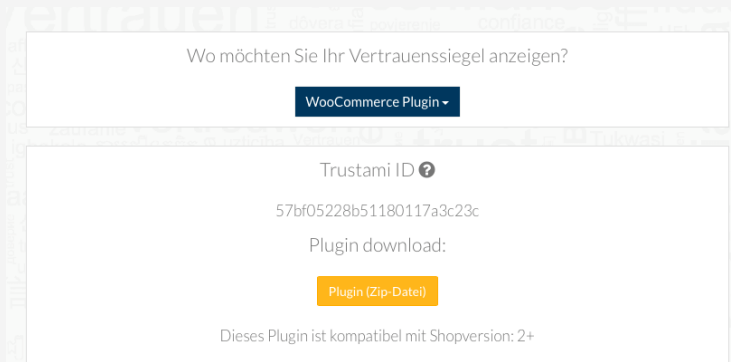 Wo möchten Sie Ihr Vertrauenssiegel anzeigen?
WooCommerce Plugin
Trustami ID
57bf05228b51180117a3c23c
Plugin download:
Plugin (Zip-Datei)
Dieses Plugin ist kompatibel mit Shopversion: 2+